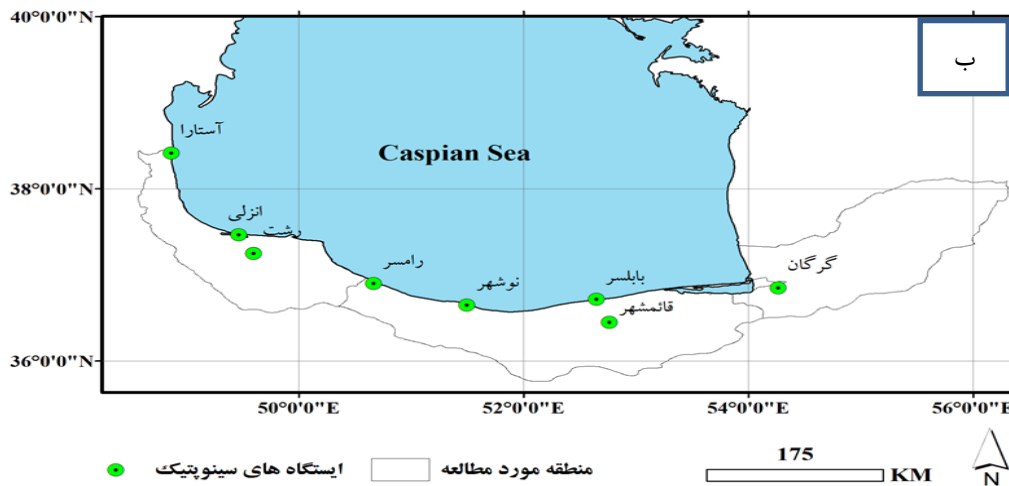 40°0'0"N
ب
آستارا
Caspian Sea
38°0'0"N
انزلی
رشت
رامسر
نوشهر
بابلسر
قائمشهر
گرگان
36°0'0"N
50°0'0"E
52°0'0"E
54°0'0"E
56°0'0"E
ایستگاه های سینوپتیک
منطقه مورد مطالعه
175
KM
N